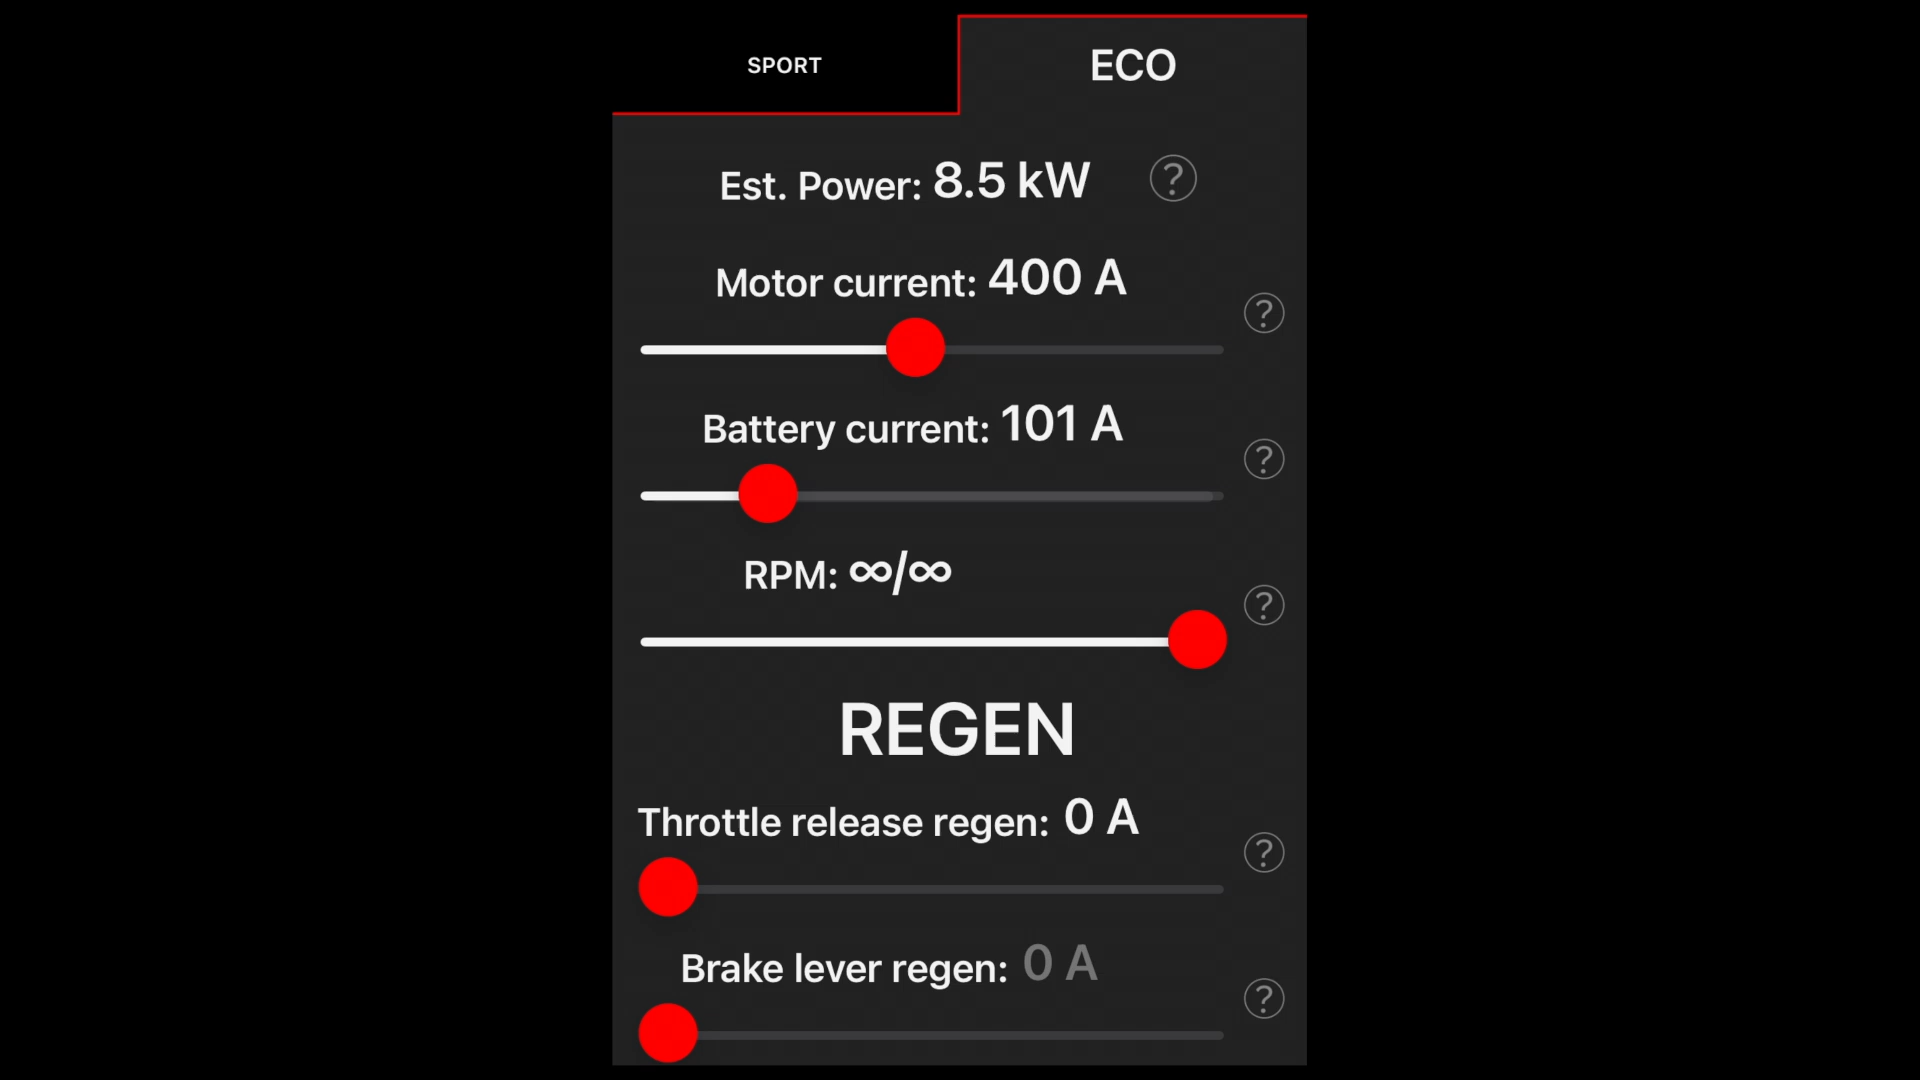 SPORT
ECO
Est. Power: 8.5 kW ?
Motor current: 400 A
?
Battery current: 101 A
?
RPM: ∞/∞
?
REGEN
Throttle release regen: 0 A
?
Brake lever regen: 0 A
?